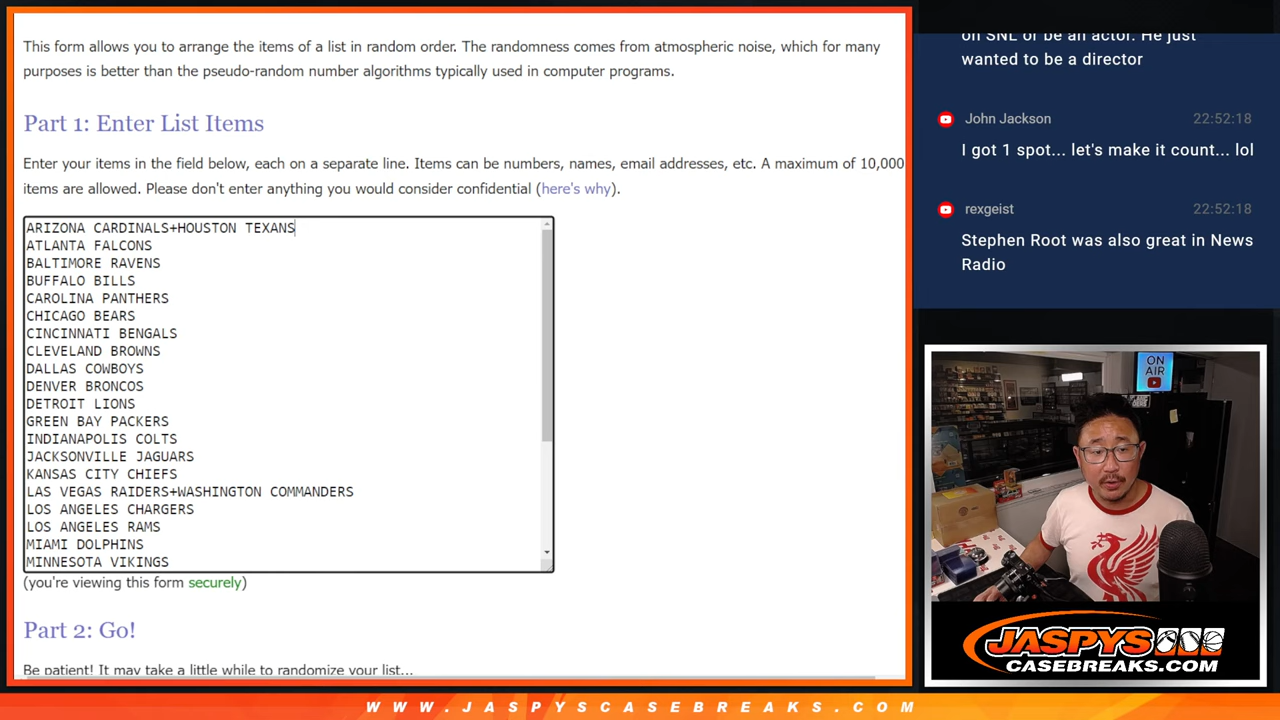 This form allows you to arrange the items of a list in random order. The randomness comes from atmospheric noise, which for many
purposes is better than the pseudo-random number algorithms typically used in computer programs.
Part 1: Enter List Items
Enter your items in the field below, each on a separate line. Items can be numbers, names, email addresses, etc. A maximum of 10,000
items are allowed. Please don't enter anything you would consider confidential (here's why).
ARIZONA CARDINALS+HOUSTON TEXANS
ATLANTA FALCONS
BALTIMORE RAVENS
BUFFALO BILLS
CAROLINA PANTHERS
CHICAGO BEARS
CINCINNATI BENGALS
CLEVELAND BROWNS
DALLAS COWBOYS
DENVER BRONCOS
DETROIT LIONS
GREEN BAY PACKERS
INDIANAPOLIS COLTS
JACKSONVILLE JAGUARS
KANSAS CITY CHIEFS
LAS VEGAS RAIDERS+WASHINGTON COMMANDERS
LOS ANGELES CHARGERS
LOS ANGELES RAMS
MIAMI DOLPHINS
MINNESOTA VIKINGS
(you're viewing this form securely)
Part 2: Go!
Be patient! It may take a little while to randomize your list...
on SNL or be an actor. He just
wanted to be a director
John Jackson 22:52:18
I got 1 spot... let's make it count... lol
rexgeist 22:52:18
Stephen Root was also great in News
Radio
ON
AIR
JASPYS
CASEBREAKS.COM
WWW.JASPYSCASEBREAKS.COM